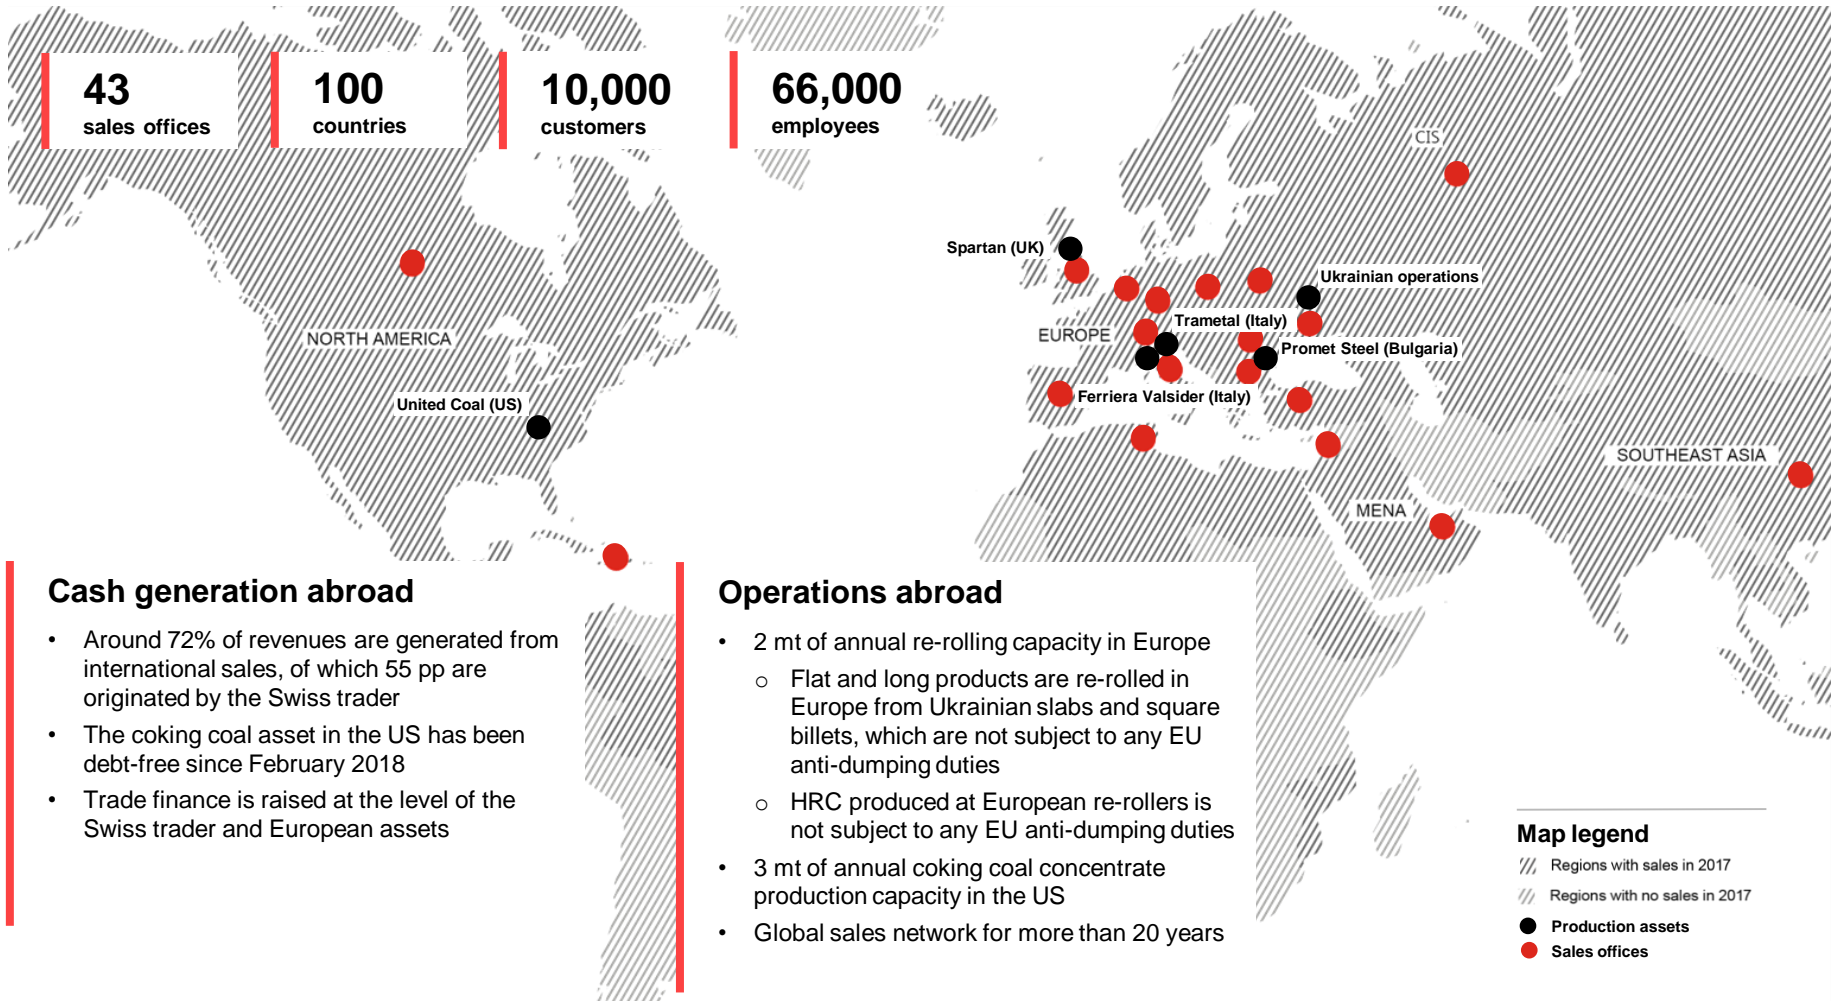 43
sales offices
100
countries
10,000
customers
66,000
employees
CIS
Spartan (UK)
Ukrainian operations
Trametal (Italy)
EUROPE
NORTH AMERICA
Promet Steel (Bulgaria)
Ferriera Valsider (Italy)
United Coal (US)
SOUTHEAST ASIA
MENA
Cash generation abroad
• Around 72% of revenues are generated from
international sales, of which 55 pp are
originated by the Swiss trader
• The coking coal asset in the US has been
debt-free since February 2018
• Trade finance is raised at the level of the
Swiss trader and European assets
Operations abroad
• 2 mt of annual re-rolling capacity in Europe
o Flat and long products are re-rolled in
Europe from Ukrainian slabs and square
billets, which are not subject to any EU
anti-dumping duties
o HRC produced at European re-rollers is
not subject to any EU anti-dumping duties
• 3 mt of annual coking coal concentrate
production capacity in the US
• Global sales network for more than 20 years
Map legend
Regions with sales in 2017
Regions with no sales in 2017
Production assets
Sales offices